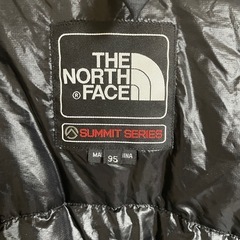 THE
NORTH
FACE
®
SUMMIT SERIES
95